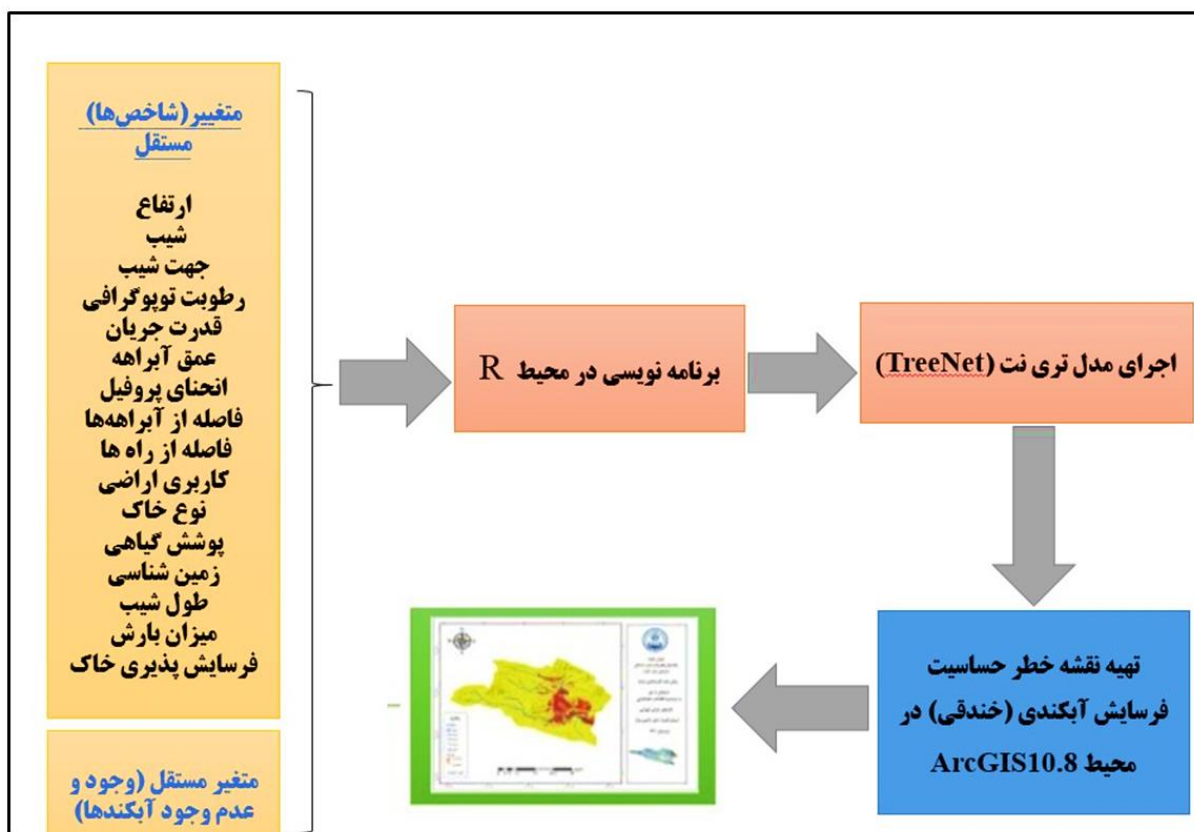 متغییر(شاخص‌ها)
مستقل
ارتفاع
شیب
جهت شیب
رطوبت توپوگرافی
قدرت جریان
عمق آبراهه
انحنای پروفیل
فاصله از آبراهه‌ها
فاصله از راه ها
کاربری اراضی
نوع خاک
پوشش گیاهی
زمین شناسی
طول شیب
میزان بارش
فرسایش پذیری خاک
متغیر مستقل (وجود و
عدم وجود آبکندها)
برنامه نویسی در محیط R
اجرای مدل تری نت (TreeNet)
تهیه نقشه خطر حساسیت
فرسایش آبکندی (خندقی) در
محیط ArcGIS10.8